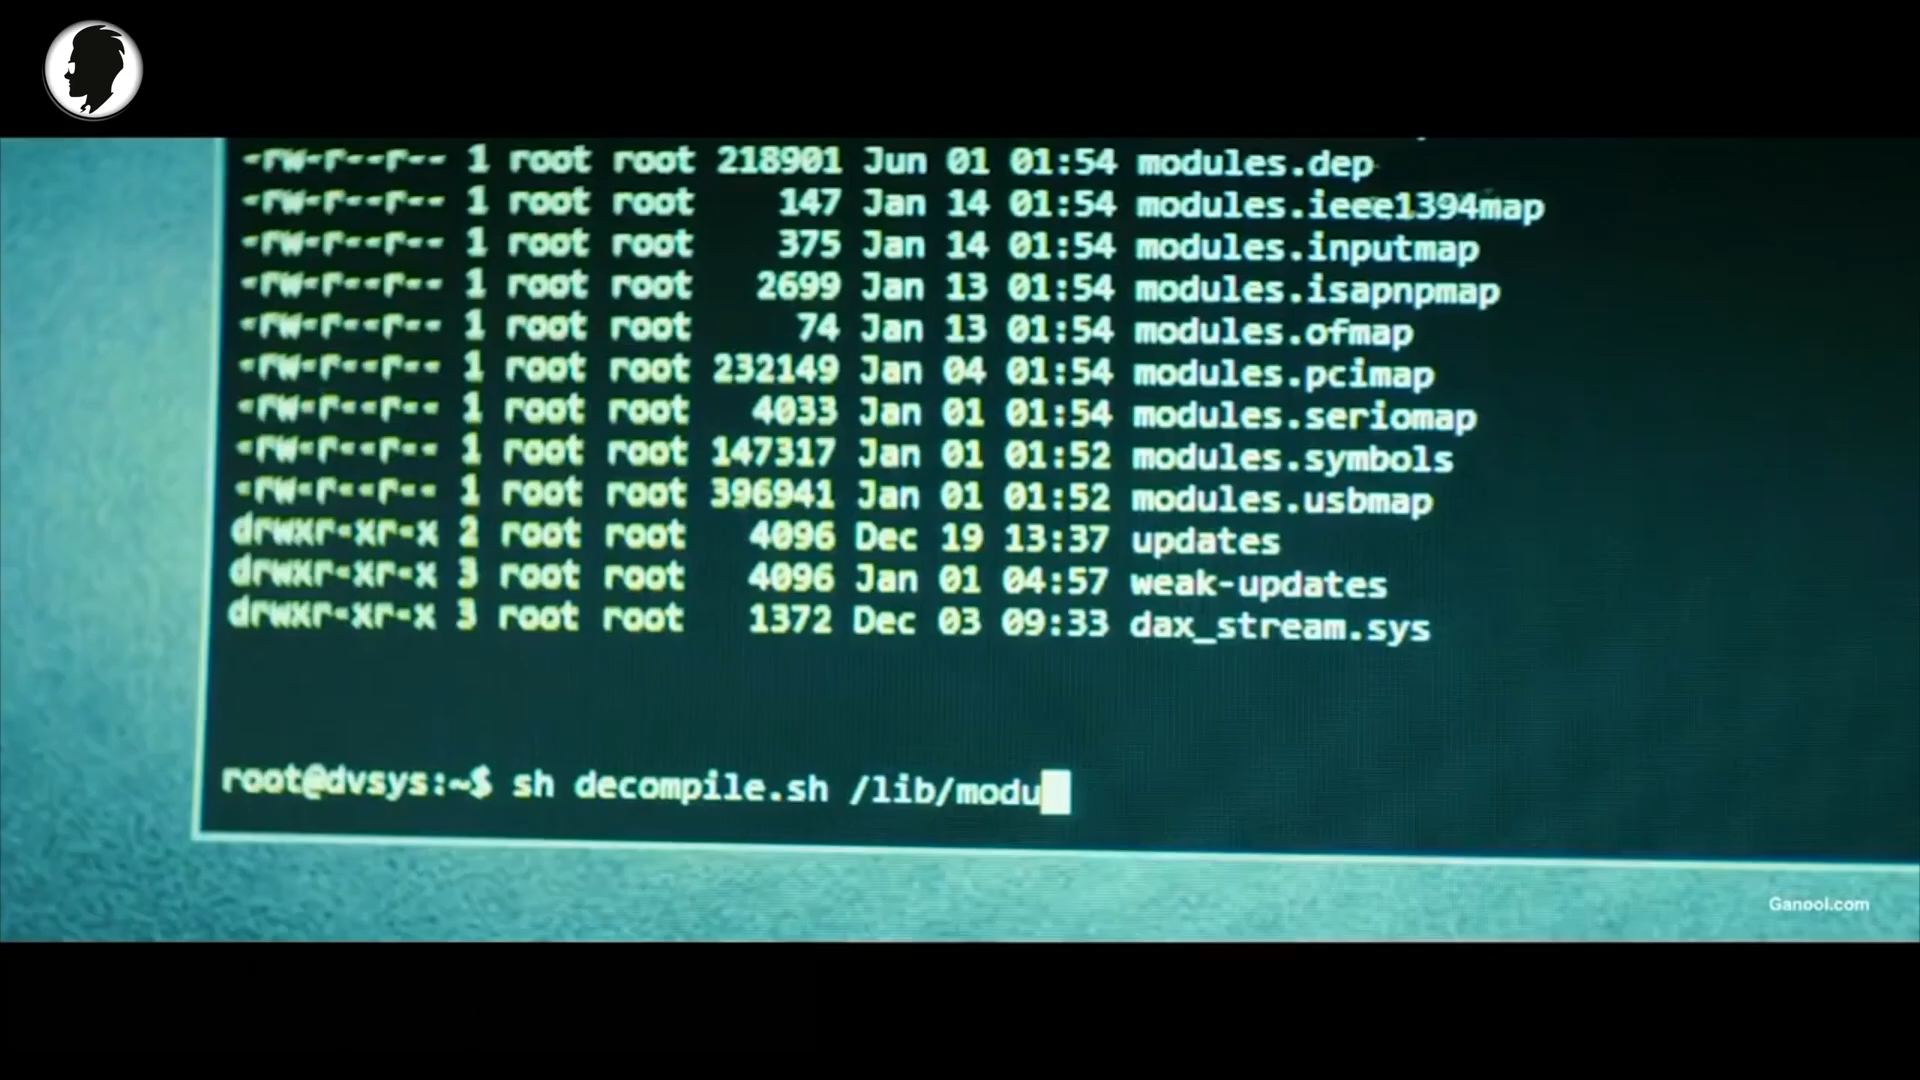 -rw-r--r-- 1 root root 218901 Jun 01 01:54 modules.dep
-rw-r--r-- 1 root root 147 Jan 14 01:54 modules.ieee1394map
-rw-r--r-- 1 root root 375 Jan 14 01:54 modules.inputmap
-rw-r--r-- 1 root root 2699 Jan 13 01:54 modules.isapnpmap
-rw-r--r-- 1 root root 74 Jan 13 01:54 modules.ofmap
-rw-r--r-- 1 root root 232149 Jan 04 01:54 modules.pcimap
-rw-r--r-- 1 root root 4033 Jan 01 01:54 modules.seriomap
-rw-r--r-- 1 root root 147317 Jan 01 01:52 modules.symbols
-rw-r--r-- 1 root root 396941 Jan 01 01:52 modules.usbmap
drwxr-xr-x 2 root root 4096 Dec 19 13:37 updates
drwxr-xr-x 3 root root 4096 Jan 01 04:57 weak-updates
drwxr-xr-x 3 root root 1372 Dec 03 09:33 dax_stream.sys
root@dvsys:~$ sh decompile.sh /lib/modu
Ganool.com